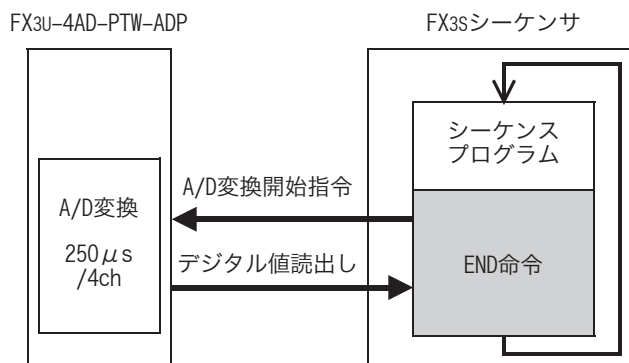 FX3U-4AD-PTW-ADP
FX3Sシーケンサ
シーケンス
プログラム
A/D変換開始指令
A/D変換
250μs
/4ch
デジタル値読出し
END命令